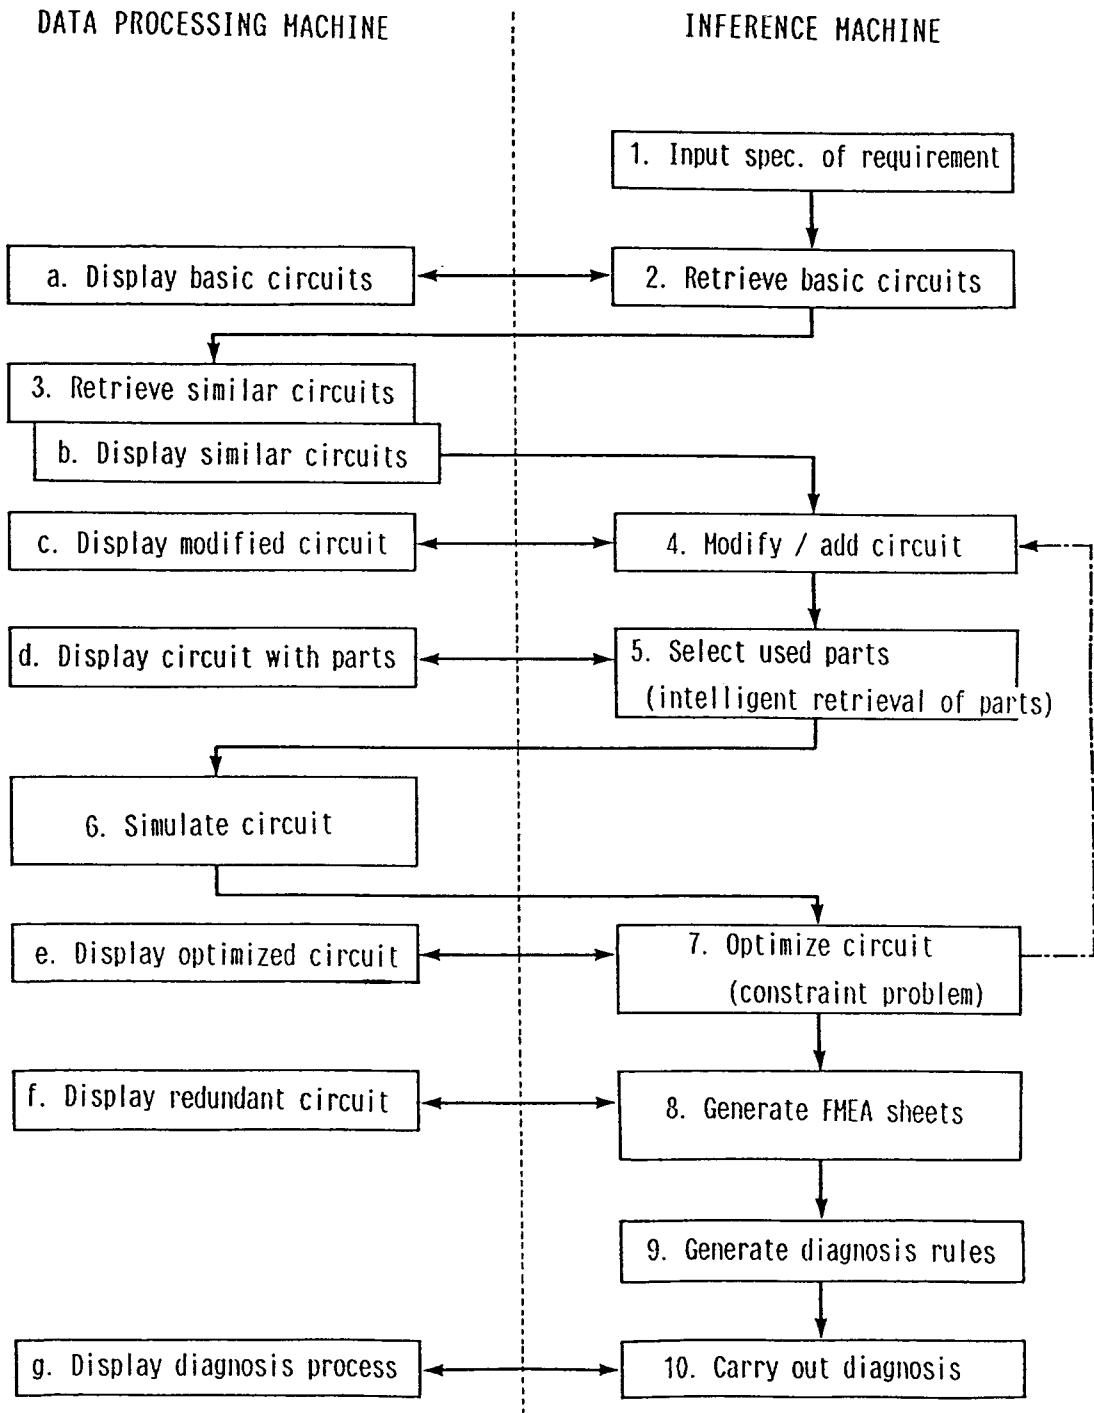 DATA PROCESSING MACHINE
INFERENCE MACHINE
1. Input spec. of requirement
a. Display basic circuits
2. Retrieve basic circuits
3. Retrieve similar circuits
b. Display similar circuits
c. Display modified circuit
4. Modify / add circuit
d. Display circuit with parts
5. Select used parts
(intelligent retrieval of parts)
6. Simulate circuit
e. Display optimized circuit
7. Optimize circuit
(constraint problem)
f. Display redundant circuit
8. Generate FMEA sheets
9. Generate diagnosis rules
g. Display diagnosis process
10. Carry out diagnosis